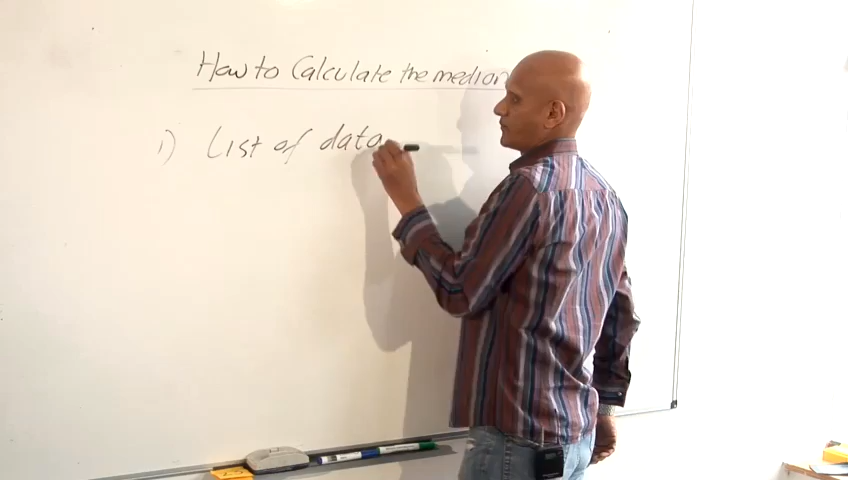 How to Calculate the median
1) List of data